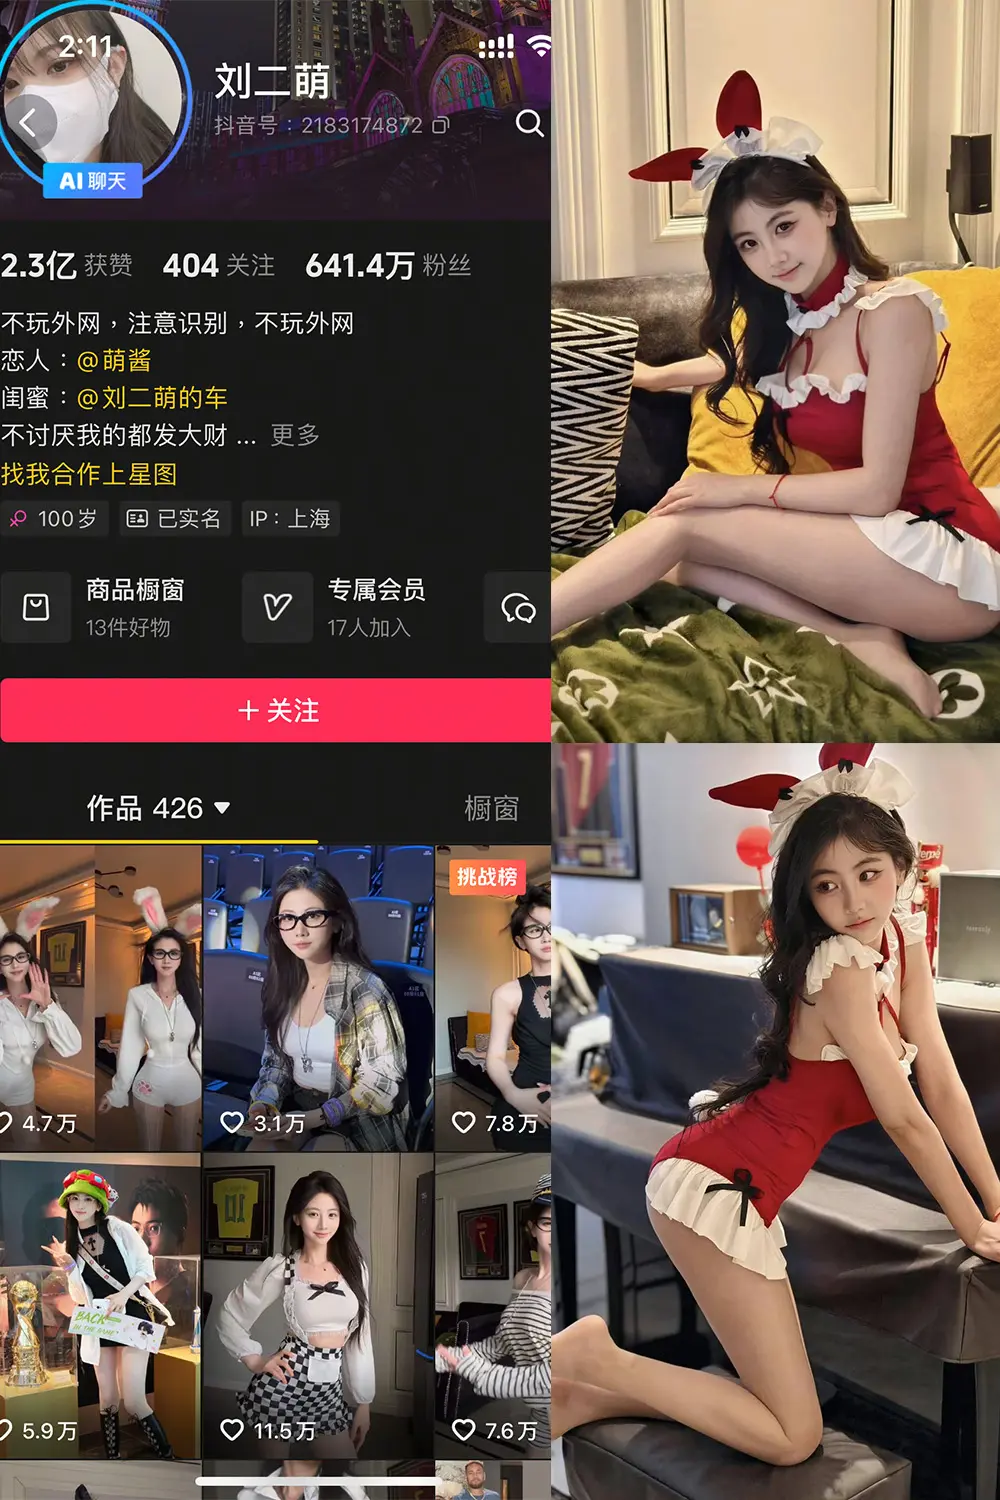 2:11
刘二萌
抖音号：2183174872
AI 聊天
2.3亿 获赞 404 关注 641.4万 粉丝
不玩外网，注意识别，不玩外网
恋人：@萌酱
闺蜜：@刘二萌的车
不讨厌我的都发大财 ... 更多
找我合作上星图
100岁 已实名 IP：上海
商品橱窗 专属会员
13件好物 17人加入
＋关注
作品 426 橱窗
挑战榜
4.7万 3.1万 7.8万
BACK
5.9万 11.5万 7.6万